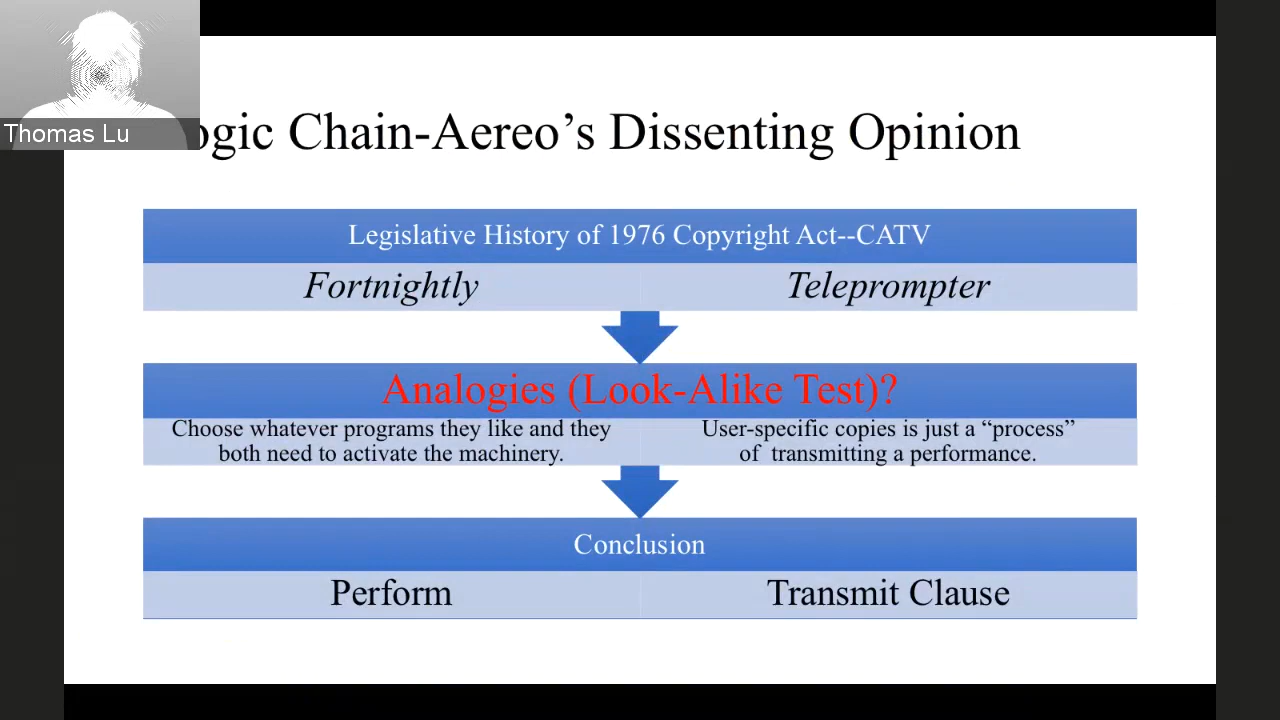 Thomas Lu
ogic Chain-Aereo’s Dissenting Opinion
Legislative History of 1976 Copyright Act--CATV
Fortnightly
Teleprompter
Analogies (Look-Alike Test)?
Choose whatever programs they like and they
both need to activate the machinery.
User-specific copies is just a “process”
of transmitting a performance.
Conclusion
Perform
Transmit Clause